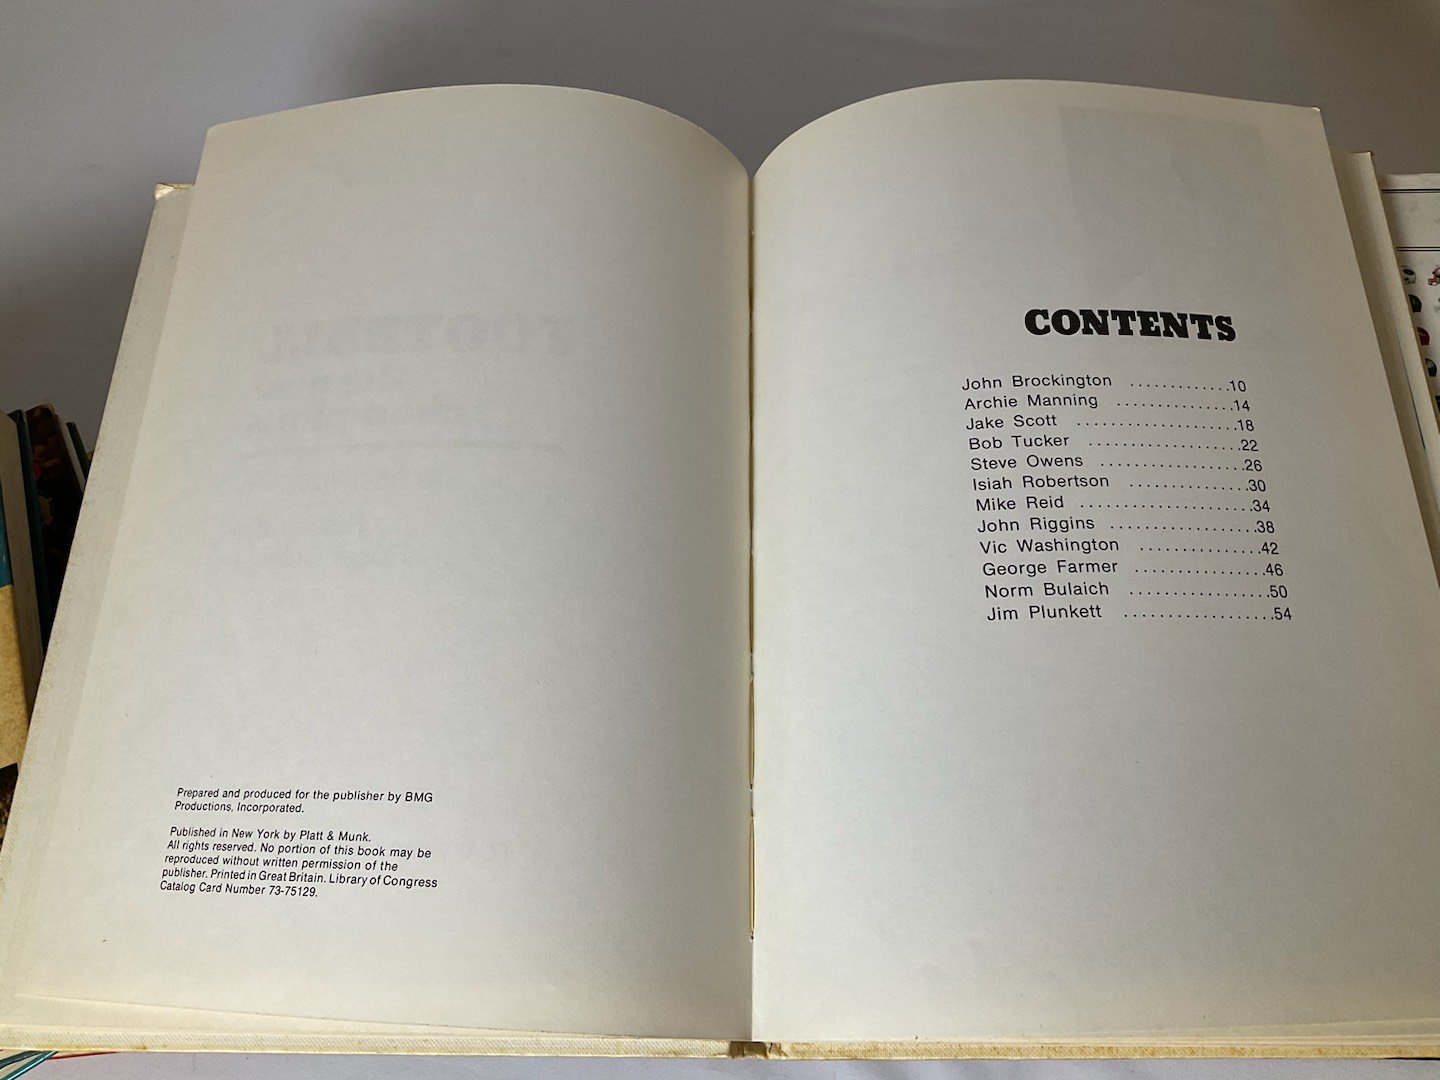 Prepared and produced for the publisher by BMG
Productions, Incorporated.
Published in New York by Platt & Munk.
All rights reserved. No portion of this book may be
reproduced without written permission of the
publisher. Printed in Great Britain. Library of Congress
Catalog Card Number 73-75129.
CONTENTS
John Brockington .............10
Archie Manning ...............14
Jake Scott ....................18
Bob Tucker ...................22
Steve Owens ..................26
Isiah Robertson ...............30
Mike Reid .....................34
John Riggins ..................38
Vic Washington ...............42
George Farmer ................46
Norm Bulaich .................50
Jim Plunkett ..................54